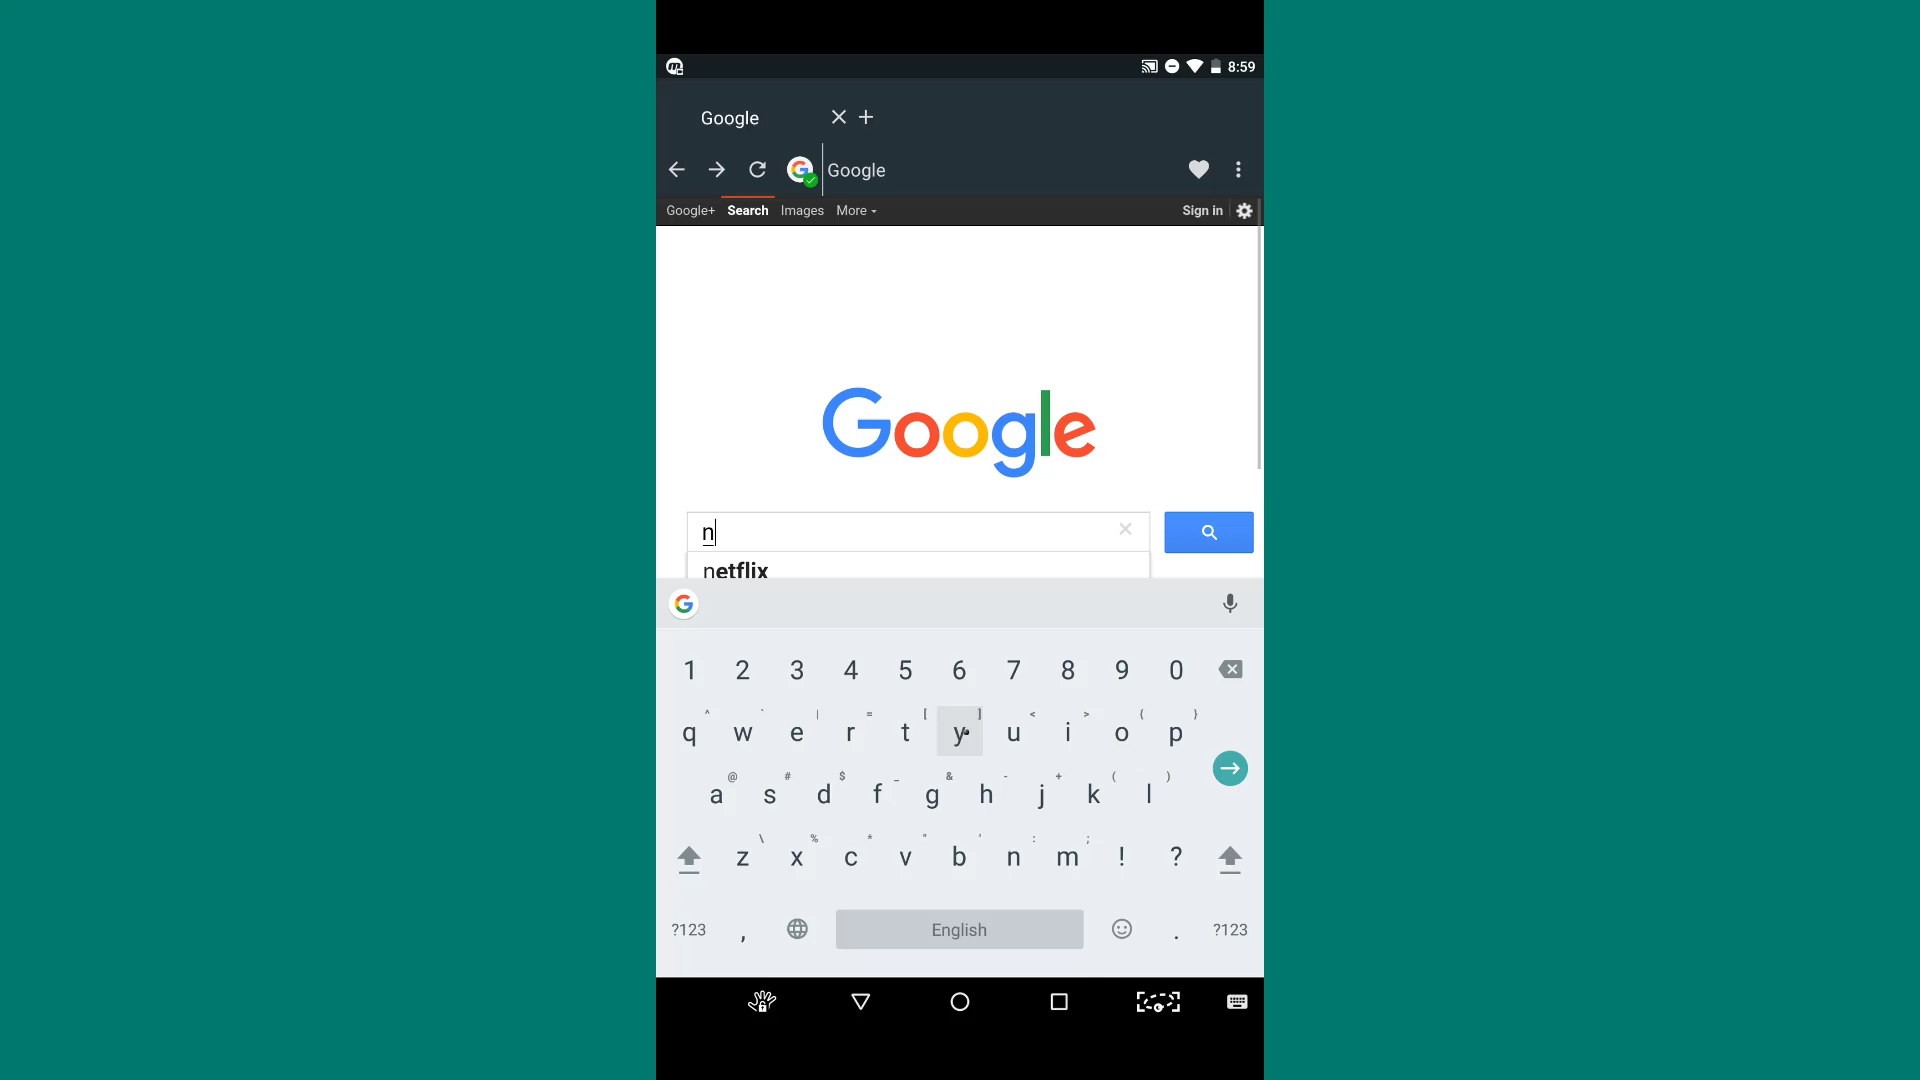 8:59
Google
Google
Google+ Search Images More Sign in
Google
n
netflix
1 2 3 4 5 6 7 8 9 0
^ ` | = [ ] < > { }
q w e r t y u i o p
@ # $ _ & - + ( )
a s d f g h j k l
\ % * " ' : ;
z x c v b n m ! ?
?123 , English . ?123